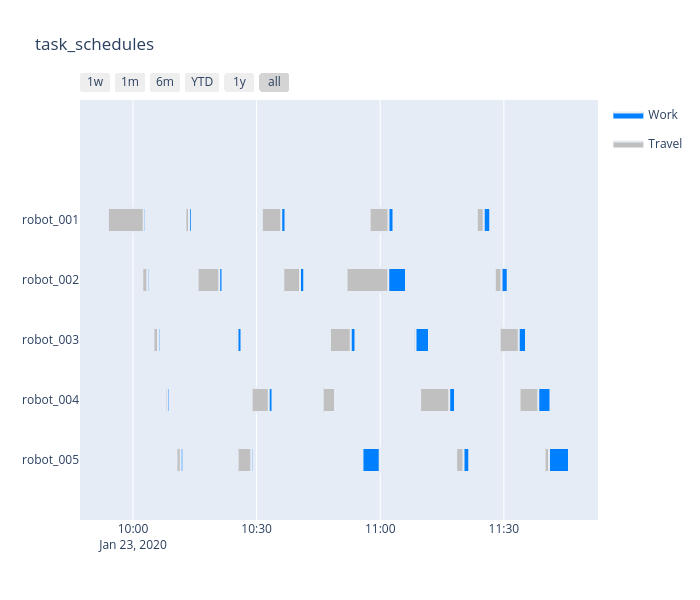 task_schedules
1w 1m 6m YTD 1y all
Work
Travel
robot_001
robot_002
robot_003
robot_004
robot_005
10:00 10:30 11:00 11:30
Jan 23, 2020